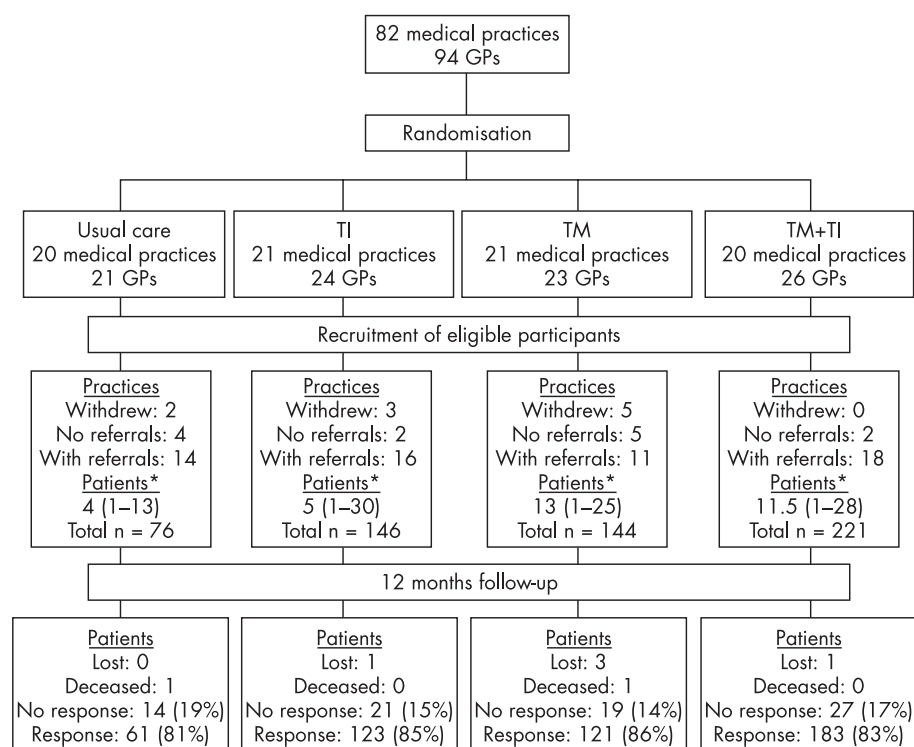 82 medical practices
94 GPs
Randomisation
Usual care
20 medical practices
21 GPs
TI
21 medical practices
24 GPs
TM
21 medical practices
23 GPs
TM+TI
20 medical practices
26 GPs
Recruitment of eligible participants
Practices
Withdrew: 2
No referrals: 4
With referrals: 14
Patients*
4 (1–13)
Total n = 76
Practices
Withdrew: 3
No referrals: 2
With referrals: 16
Patients*
5 (1–30)
Total n = 146
Practices
Withdrew: 5
No referrals: 5
With referrals: 11
Patients*
13 (1–25)
Total n = 144
Practices
Withdrew: 0
No referrals: 2
With referrals: 18
Patients*
11.5 (1–28)
Total n = 221
12 months follow-up
Patients
Lost: 0
Deceased: 1
No response: 14 (19%)
Response: 61 (81%)
Patients
Lost: 1
Deceased: 0
No response: 21 (15%)
Response: 123 (85%)
Patients
Lost: 3
Deceased: 1
No response: 19 (14%)
Response: 121 (86%)
Patients
Lost: 1
Deceased: 0
No response: 27 (17%)
Response: 183 (83%)